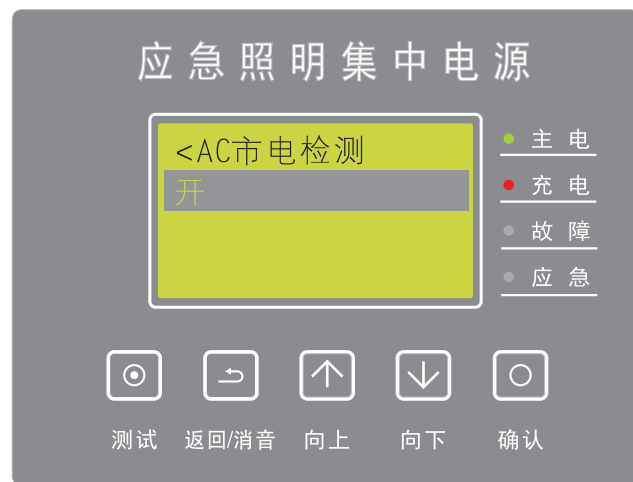 应急照明集中电源
<AC市电检测
开
主电
充电
故障
应急
测试 返回/消音 向上 向下 确认